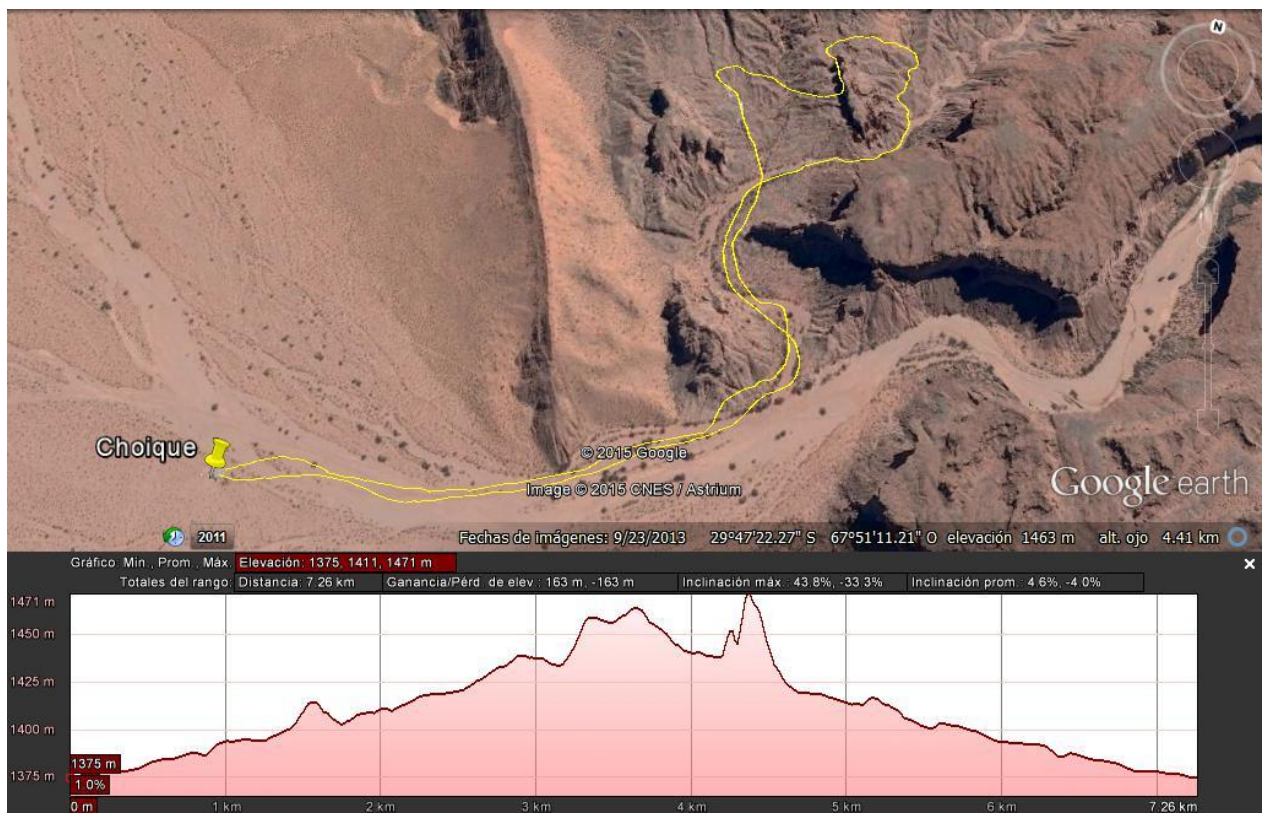 N
Choique
© 2015 Google
Image © 2015 CNES / Astrium
Google earth
2011
Fechas de imágenes: 9/23/2013 29°47'22.27" S 67°51'11.21" O elevación 1463 m alt. ojo 4.41 km
Gráfico: Mín., Prom., Máx. Elevación: 1375, 1411, 1471 m
Totales del rango: Distancia: 7.26 km Ganancia/Pérd. de elev.: 163 m, -163 m Inclinación máx.: 43.8%, -33.3% Inclinación prom.: 4.6%, -4.0%
1471 m
1450 m
1425 m
1400 m
1375 m
1375 m
1.0%
0 m 1 km 2 km 3 km 4 km 5 km 6 km 7.26 km